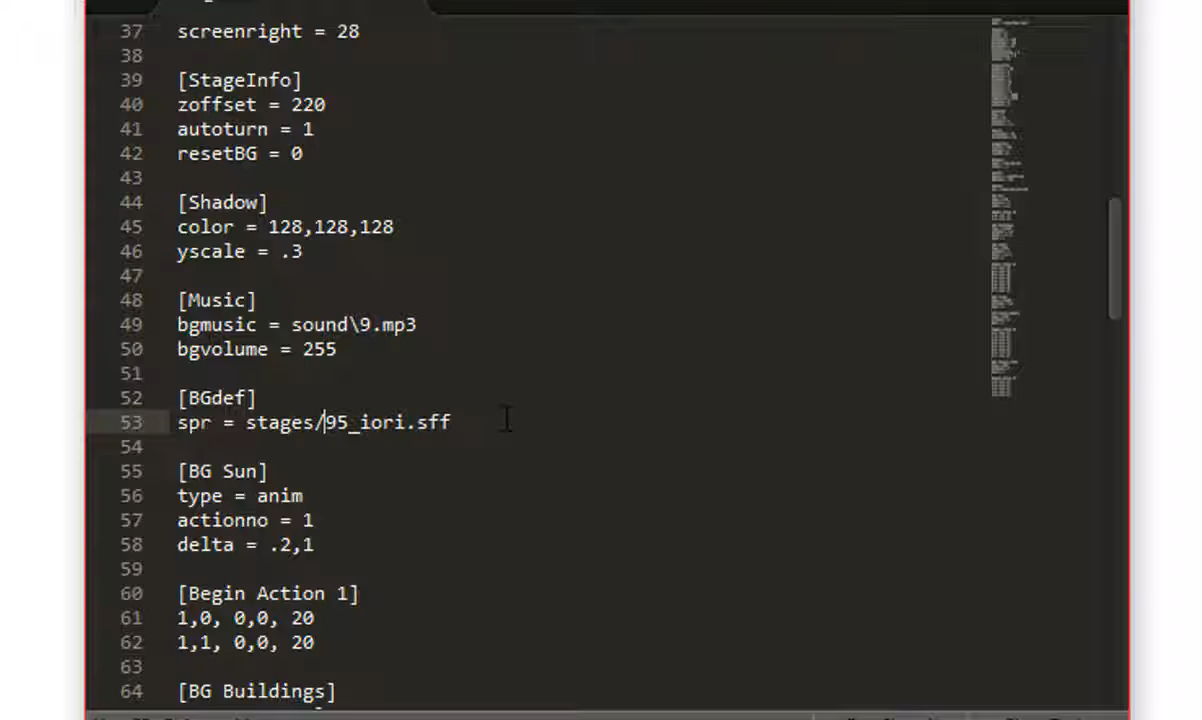 37 screenright = 28
38
39 [StageInfo]
40 zoffset = 220
41 autoturn = 1
42 resetBG = 0
43
44 [Shadow]
45 color = 128,128,128
46 yscale = .3
47
48 [Music]
49 bgmusic = sound\9.mp3
50 bgvolume = 255
51
52 [BGdef]
53 spr = stages/95_iori.sff
54
55 [BG Sun]
56 type = anim
57 actionno = 1
58 delta = .2,1
59
60 [Begin Action 1]
61 1,0, 0,0, 20
62 1,1, 0,0, 20
63
64 [BG Buildings]